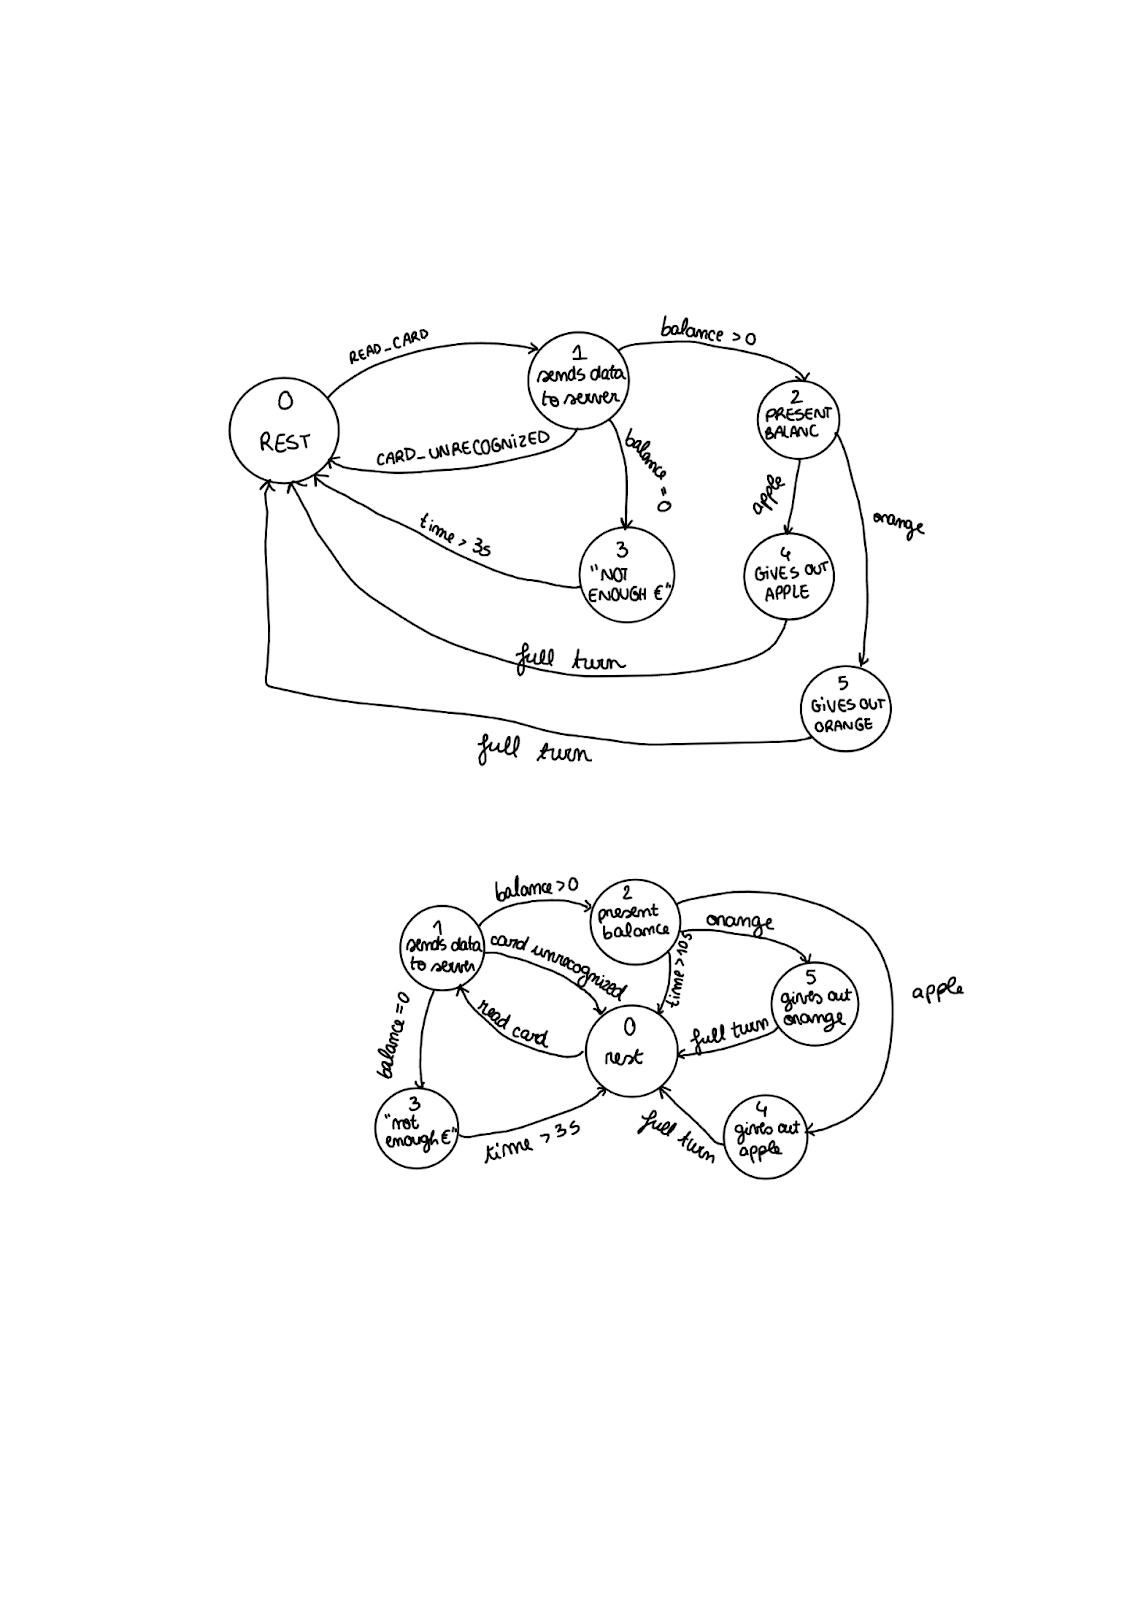 READ_CARD
balance >0
1
sends data
to server
0
REST
2
PRESENT
BALANC
CARD_UNRECOGNIZED
balance = 0
apple
orange
time > 3s
3
"NOT
ENOUGH €"
4
GIVES OUT
APPLE
full turn
5
GIVES OUT
ORANGE
full turn
balance >0
2
present
balance
1
sends data
to server
card unrecognized
orange
time >10s
apple
5
gives out
orange
read card
0
rest
full turn
balance =0
3
"not
enough €"
time > 3s
full turn
4
gives out
apple